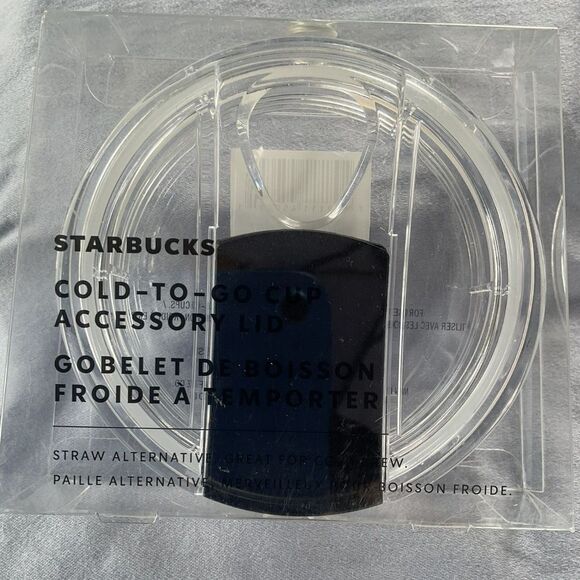 STARBUCKS
COLD-TO-GO CUP
ACCESSORY LID
GOBELET DE BOISSON
FROIDE À TEMPORTER
STRAW ALTERNATIVE. GREAT FOR COLD BREW.
PAILLE ALTERNATIVE. MERVEILLEUX POUR BOISSON FROIDE.